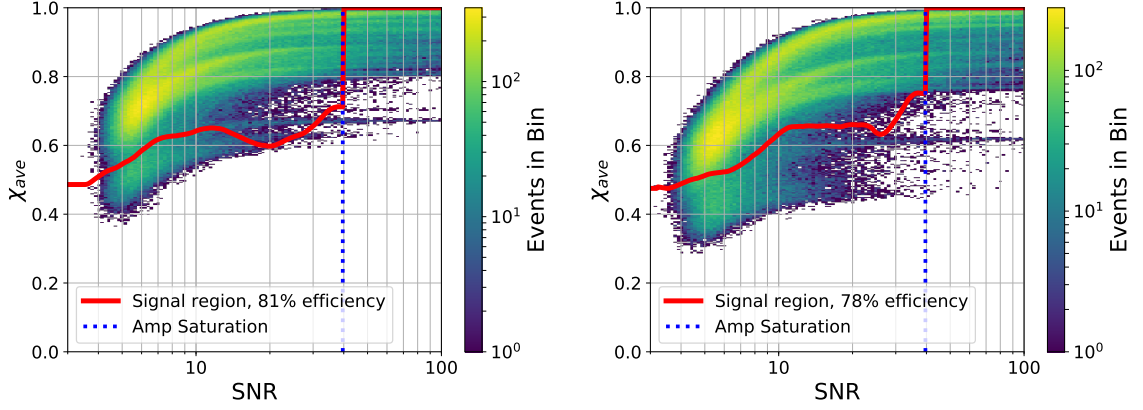 1.0
0.8
0.6
0.4
0.2
0.0
χave
10
100
SNR
Signal region, 81% efficiency
Amp Saturation
10²
10¹
10⁰
Events in Bin
1.0
0.8
0.6
0.4
0.2
0.0
χave
10
100
SNR
Signal region, 78% efficiency
Amp Saturation
10²
10¹
10⁰
Events in Bin